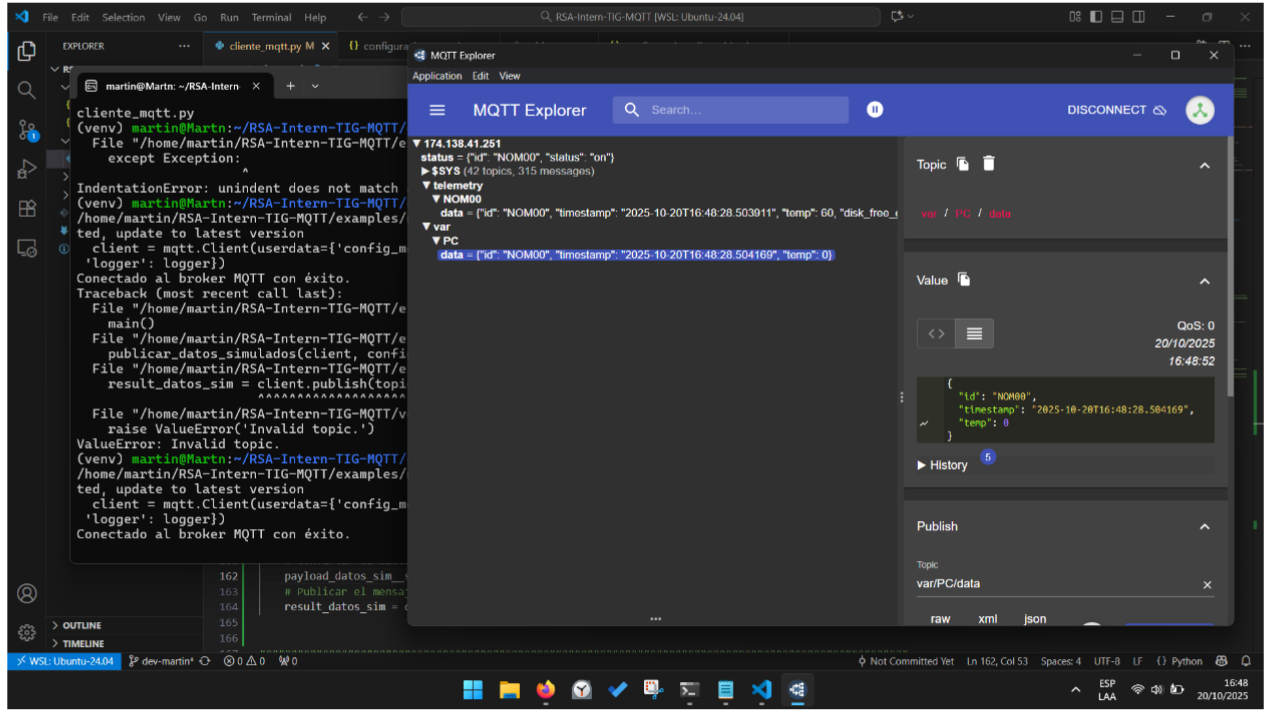 File Edit Selection View Go Run Terminal Help
RSA-Intern-TIG-MQTT [WSL: Ubuntu-24.04]
EXPLORER
cliente_mqtt.py M
martin@Martn: ~/RSA-Intern-
cliente_mqtt.py
(venv) martin@Martn:~/RSA-Intern-TIG-MQTT/
File "/home/martin/RSA-Intern-TIG-MQTT/e
except Exception:
^
IndentationError: unindent does not match
(venv) martin@Martn:~/RSA-Intern-TIG-MQTT/
/home/martin/RSA-Intern-TIG-MQTT/examples/
ted, update to latest version
client = mqtt.Client(userdata={'config_m
'logger': logger})
Conectado al broker MQTT con éxito.
Traceback (most recent call last):
File "/home/martin/RSA-Intern-TIG-MQTT/e
main()
File "/home/martin/RSA-Intern-TIG-MQTT/e
publicar_datos_simulados(client, confi
File "/home/martin/RSA-Intern-TIG-MQTT/e
result_datos_sim = client.publish(topi
^^^^^^^^^^^^^^^^^^^
File "/home/martin/RSA-Intern-TIG-MQTT/v
raise ValueError('Invalid topic.')
ValueError: Invalid topic.
(venv) martin@Martn:~/RSA-Intern-TIG-MQTT/
/home/martin/RSA-Intern-TIG-MQTT/examples/
ted, update to latest version
client = mqtt.Client(userdata={'config_m
'logger': logger})
Conectado al broker MQTT con éxito.
162 payload_datos_sim__s
163 # Publicar el mensaj
164 result_datos_sim = c
165
166
OUTLINE
TIMELINE
MQTT Explorer
Application Edit View
MQTT Explorer
Search...
DISCONNECT
174.138.41.251
status = {"id": "NOM00", "status": "on"}
$SYS (42 topics, 315 messages)
telemetry
NOM00
data = {"id": "NOM00", "timestamp": "2025-10-20T16:48:28.503911", "temp": 60, "disk_free_
var
PC
data = {"id": "NOM00", "timestamp": "2025-10-20T16:48:28.504169", "temp": 0}
Topic
var / PC / data
Value
QoS: 0
20/10/2025
16:48:52
{
"id": "NOM00",
"timestamp": "2025-10-20T16:48:28.504169",
"temp": 0
}
History 5
Publish
Topic
var/PC/data
raw xml json
WSL: Ubuntu-24.04 dev-martin* 0 0 0
Not Committed Yet Ln 162, Col 53 Spaces: 4 UTF-8 LF {} Python
ESP
LAA
16:48
20/10/2025